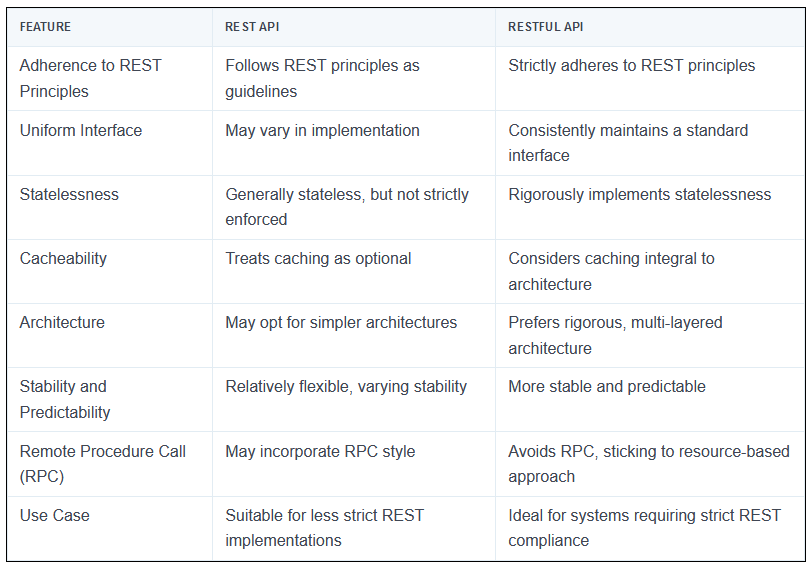 FEATURE REST API RESTFUL API
Adherence to REST Follows REST principles as Strictly adheres to REST principles
Principles guidelines
Uniform Interface May vary in implementation Consistently maintains a standard
interface
Statelessness Generally stateless, but not strictly Rigorously implements statelessness
enforced
Cacheability Treats caching as optional Considers caching integral to
architecture
Architecture May opt for simpler architectures Prefers rigorous, multi-layered
architecture
Stability and Relatively flexible, varying stability More stable and predictable
Predictability
Remote Procedure Call May incorporate RPC style Avoids RPC, sticking to resource-based
(RPC) approach
Use Case Suitable for less strict REST Ideal for systems requiring strict REST
implementations compliance